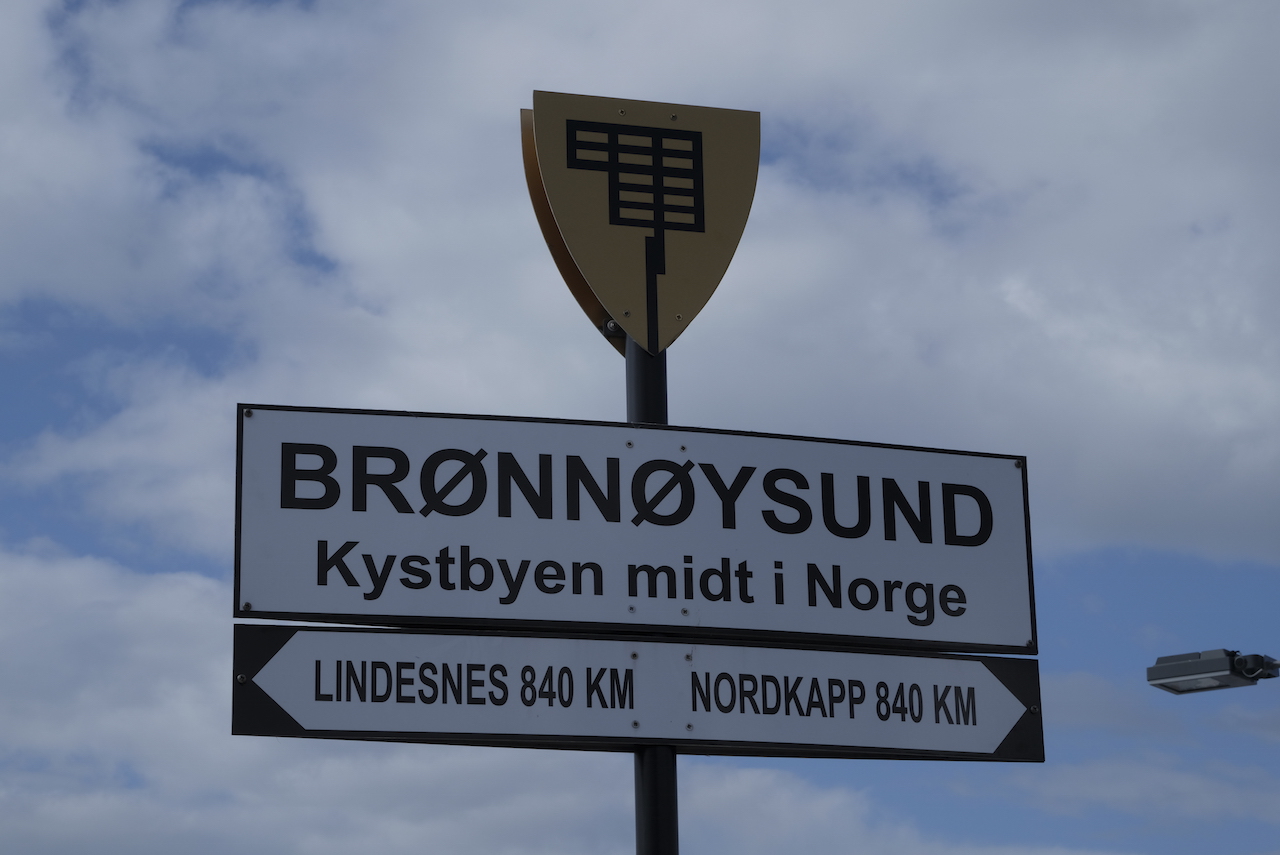 BRØNNØYSUND
Kystbyen midt i Norge
LINDESNES 840 KM NORDKAPP 840 KM